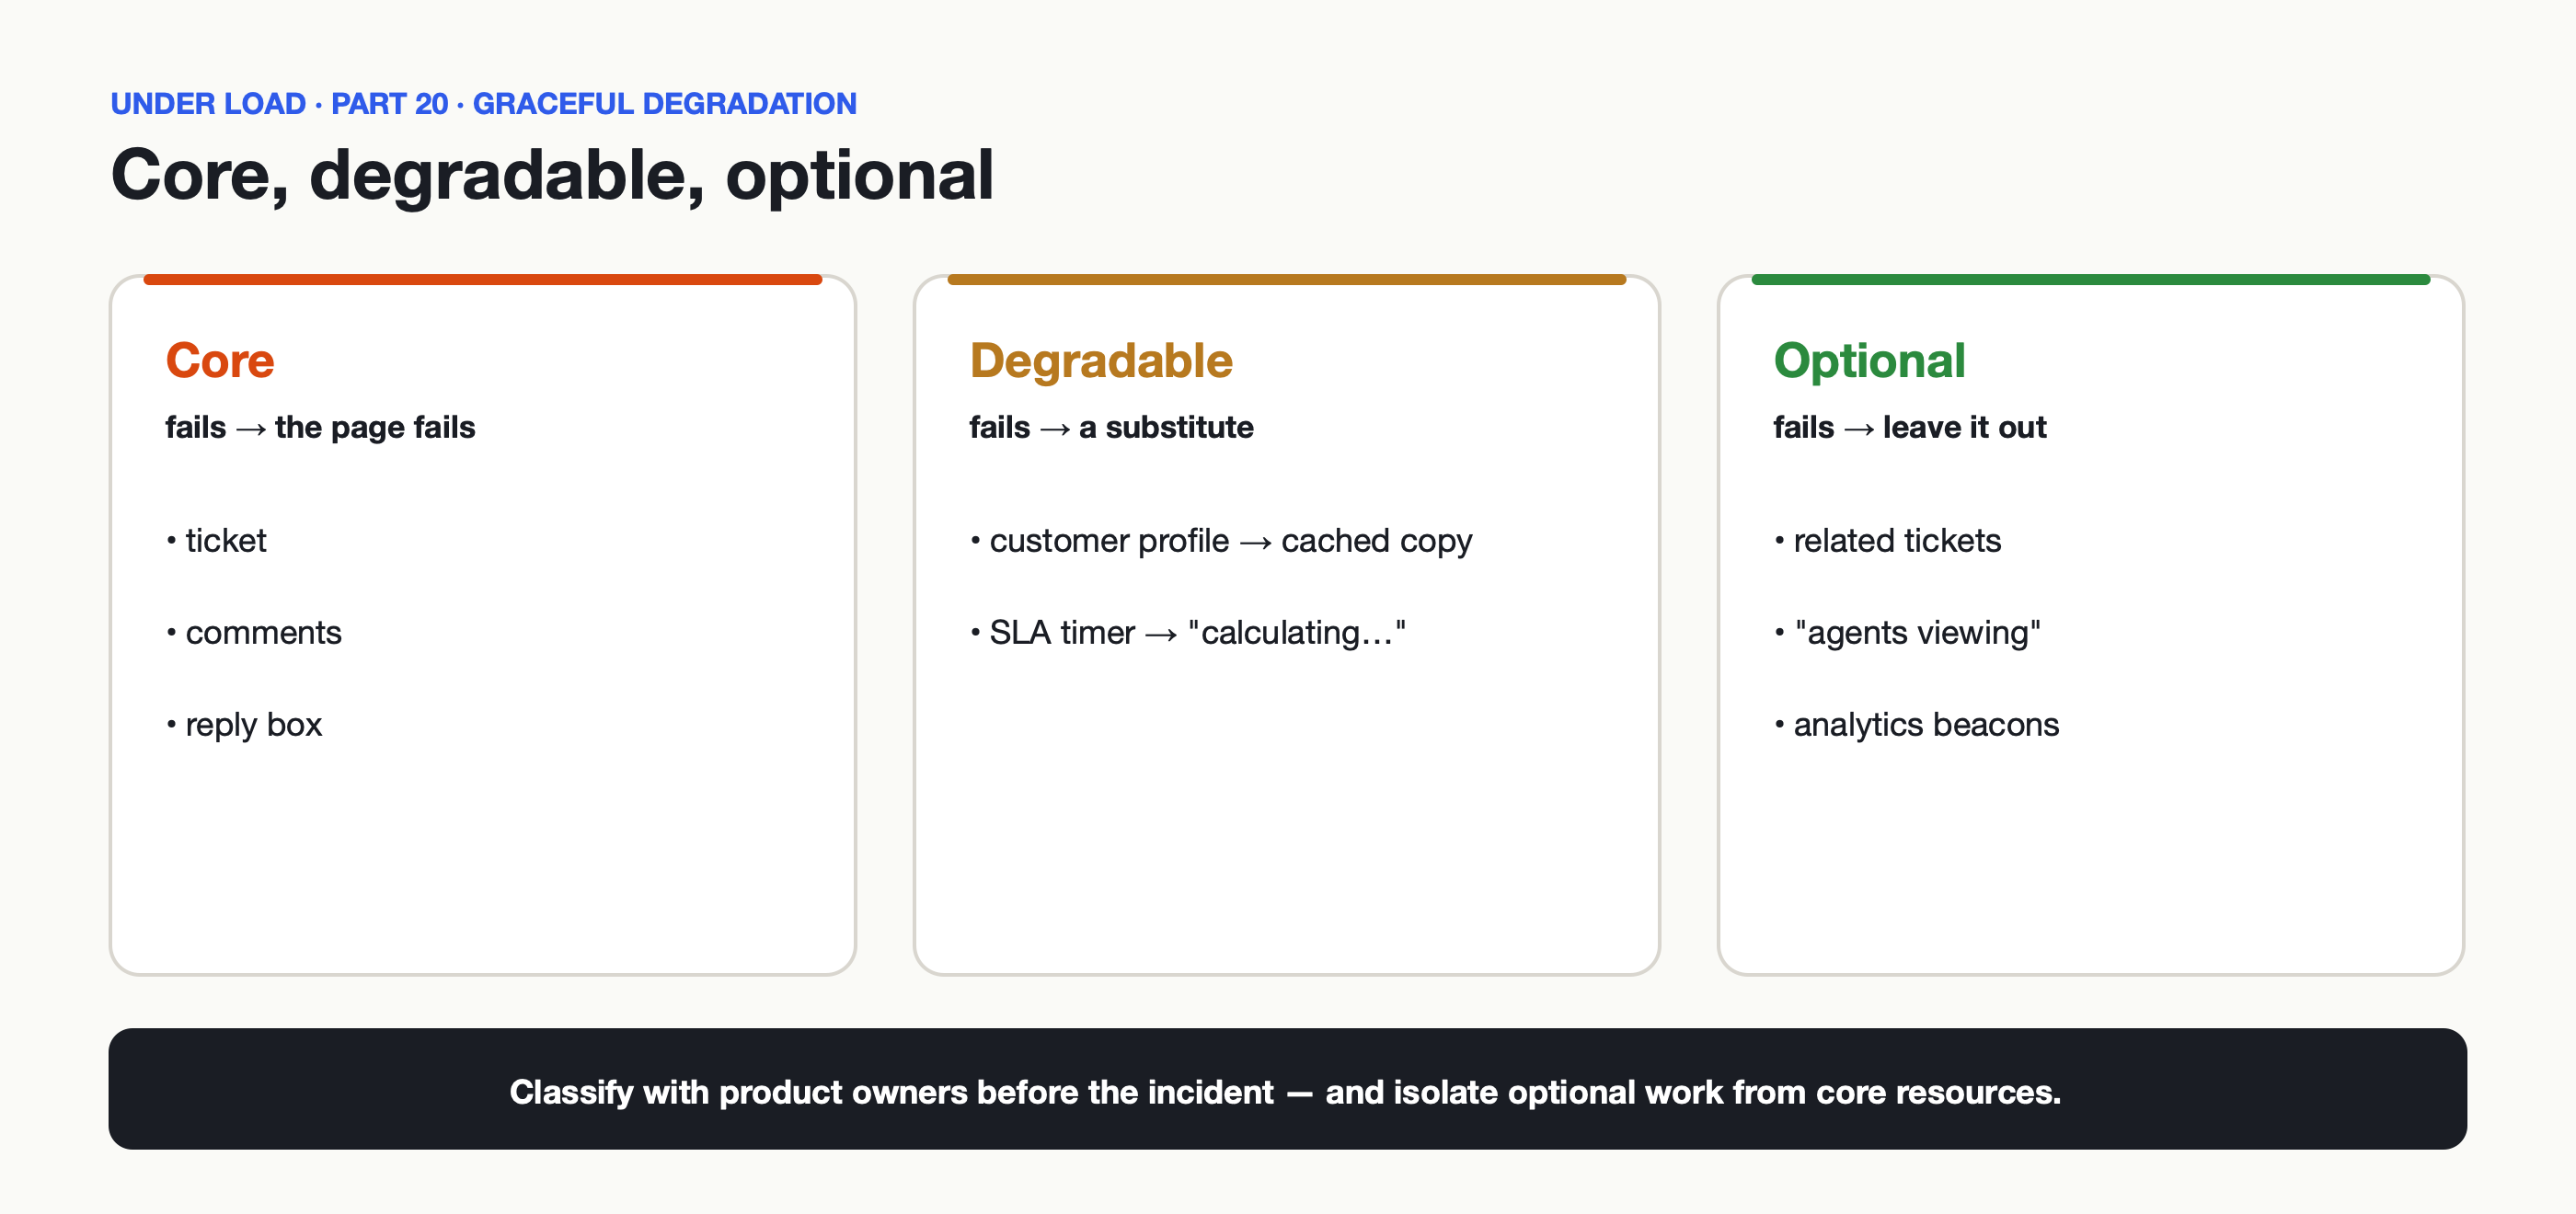 UNDER LOAD · PART 20 · GRACEFUL DEGRADATION
Core, degradable, optional
Core
fails → the page fails
• ticket
• comments
• reply box
Degradable
fails → a substitute
• customer profile → cached copy
• SLA timer → "calculating…"
Optional
fails → leave it out
• related tickets
• "agents viewing"
• analytics beacons
Classify with product owners before the incident — and isolate optional work from core resources.